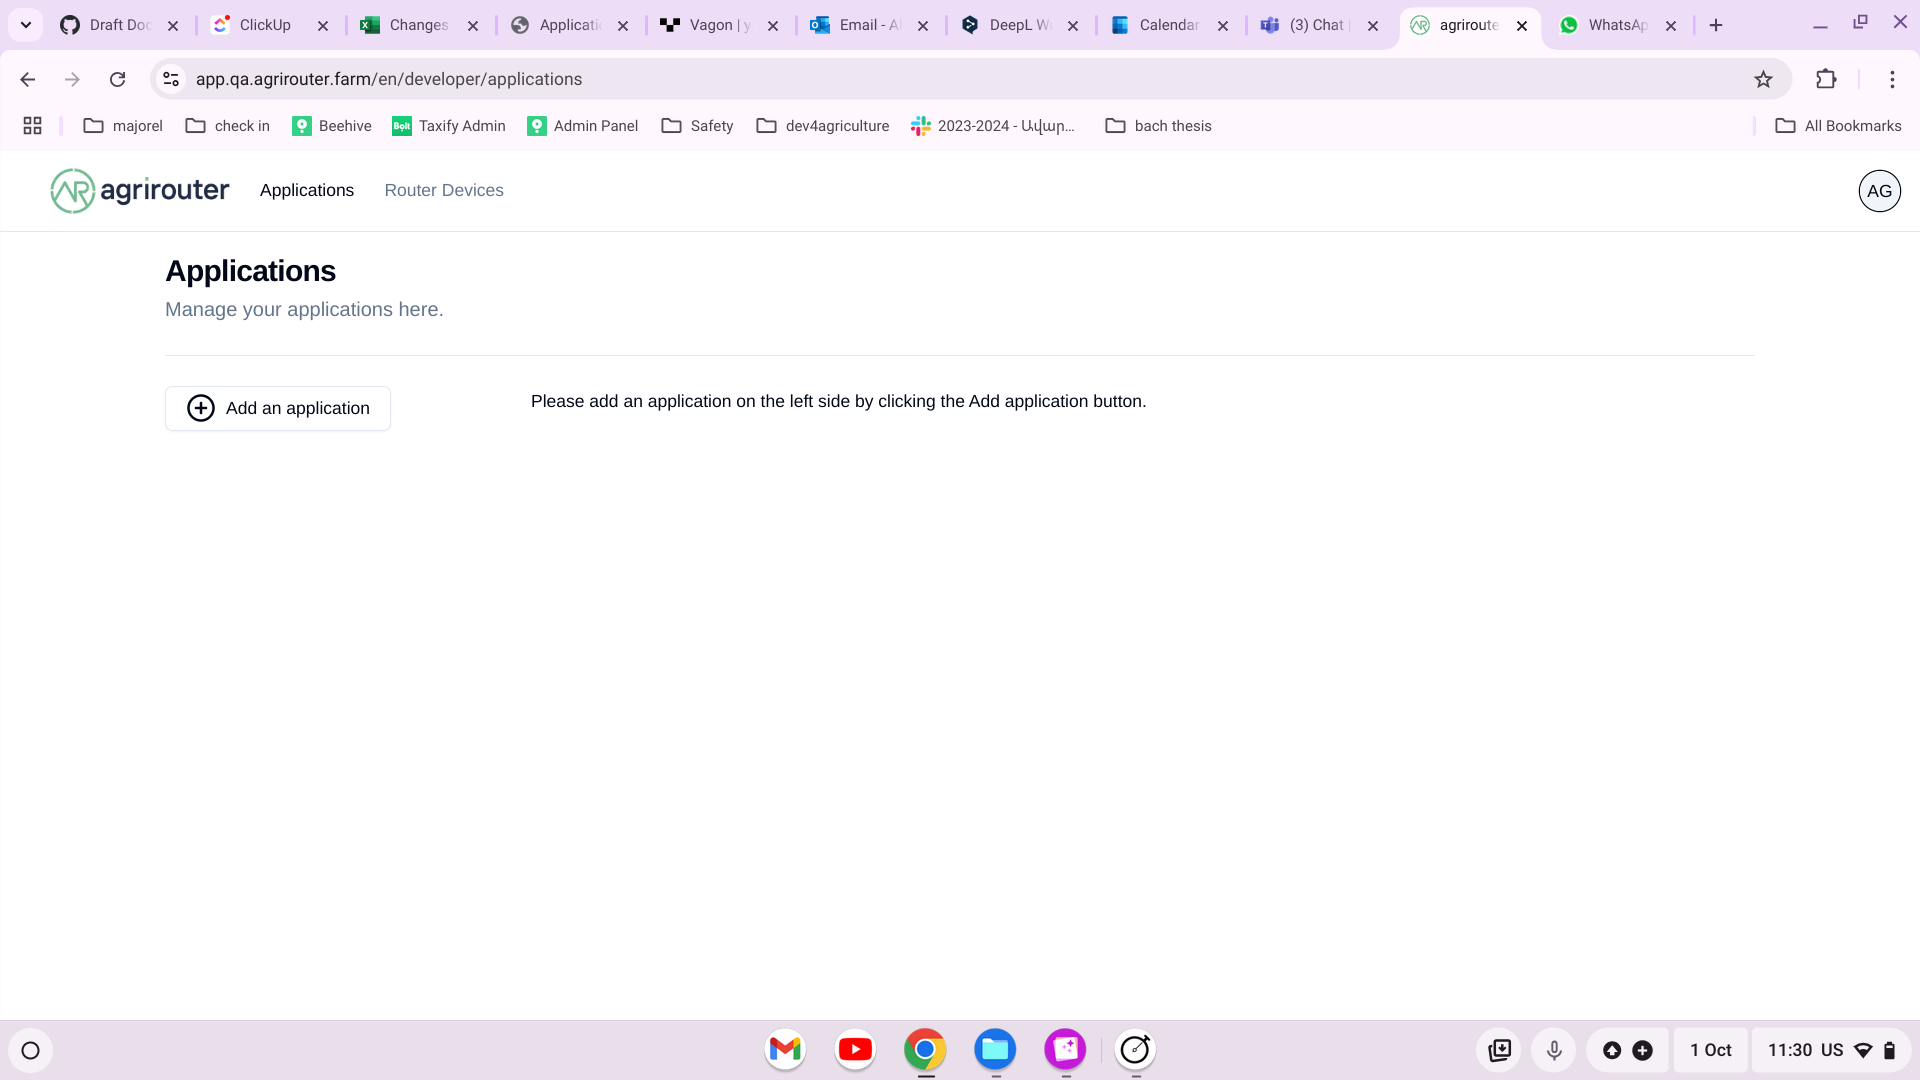 Draft Doc
ClickUp
Changes
Applicatio
Vagon | y
Email - Al
DeepL W
Calendar
(3) Chat |
agriroute
WhatsAp
app.qa.agrirouter.farm/en/developer/applications
majorel
check in
Beehive
Bolt Taxify Admin
Admin Panel
Safety
dev4agriculture
2023-2024 - Ավար...
bach thesis
All Bookmarks
agrirouter
Applications
Router Devices
AG
Applications
Manage your applications here.
Add an application
Please add an application on the left side by clicking the Add application button.
1 Oct
11:30 US